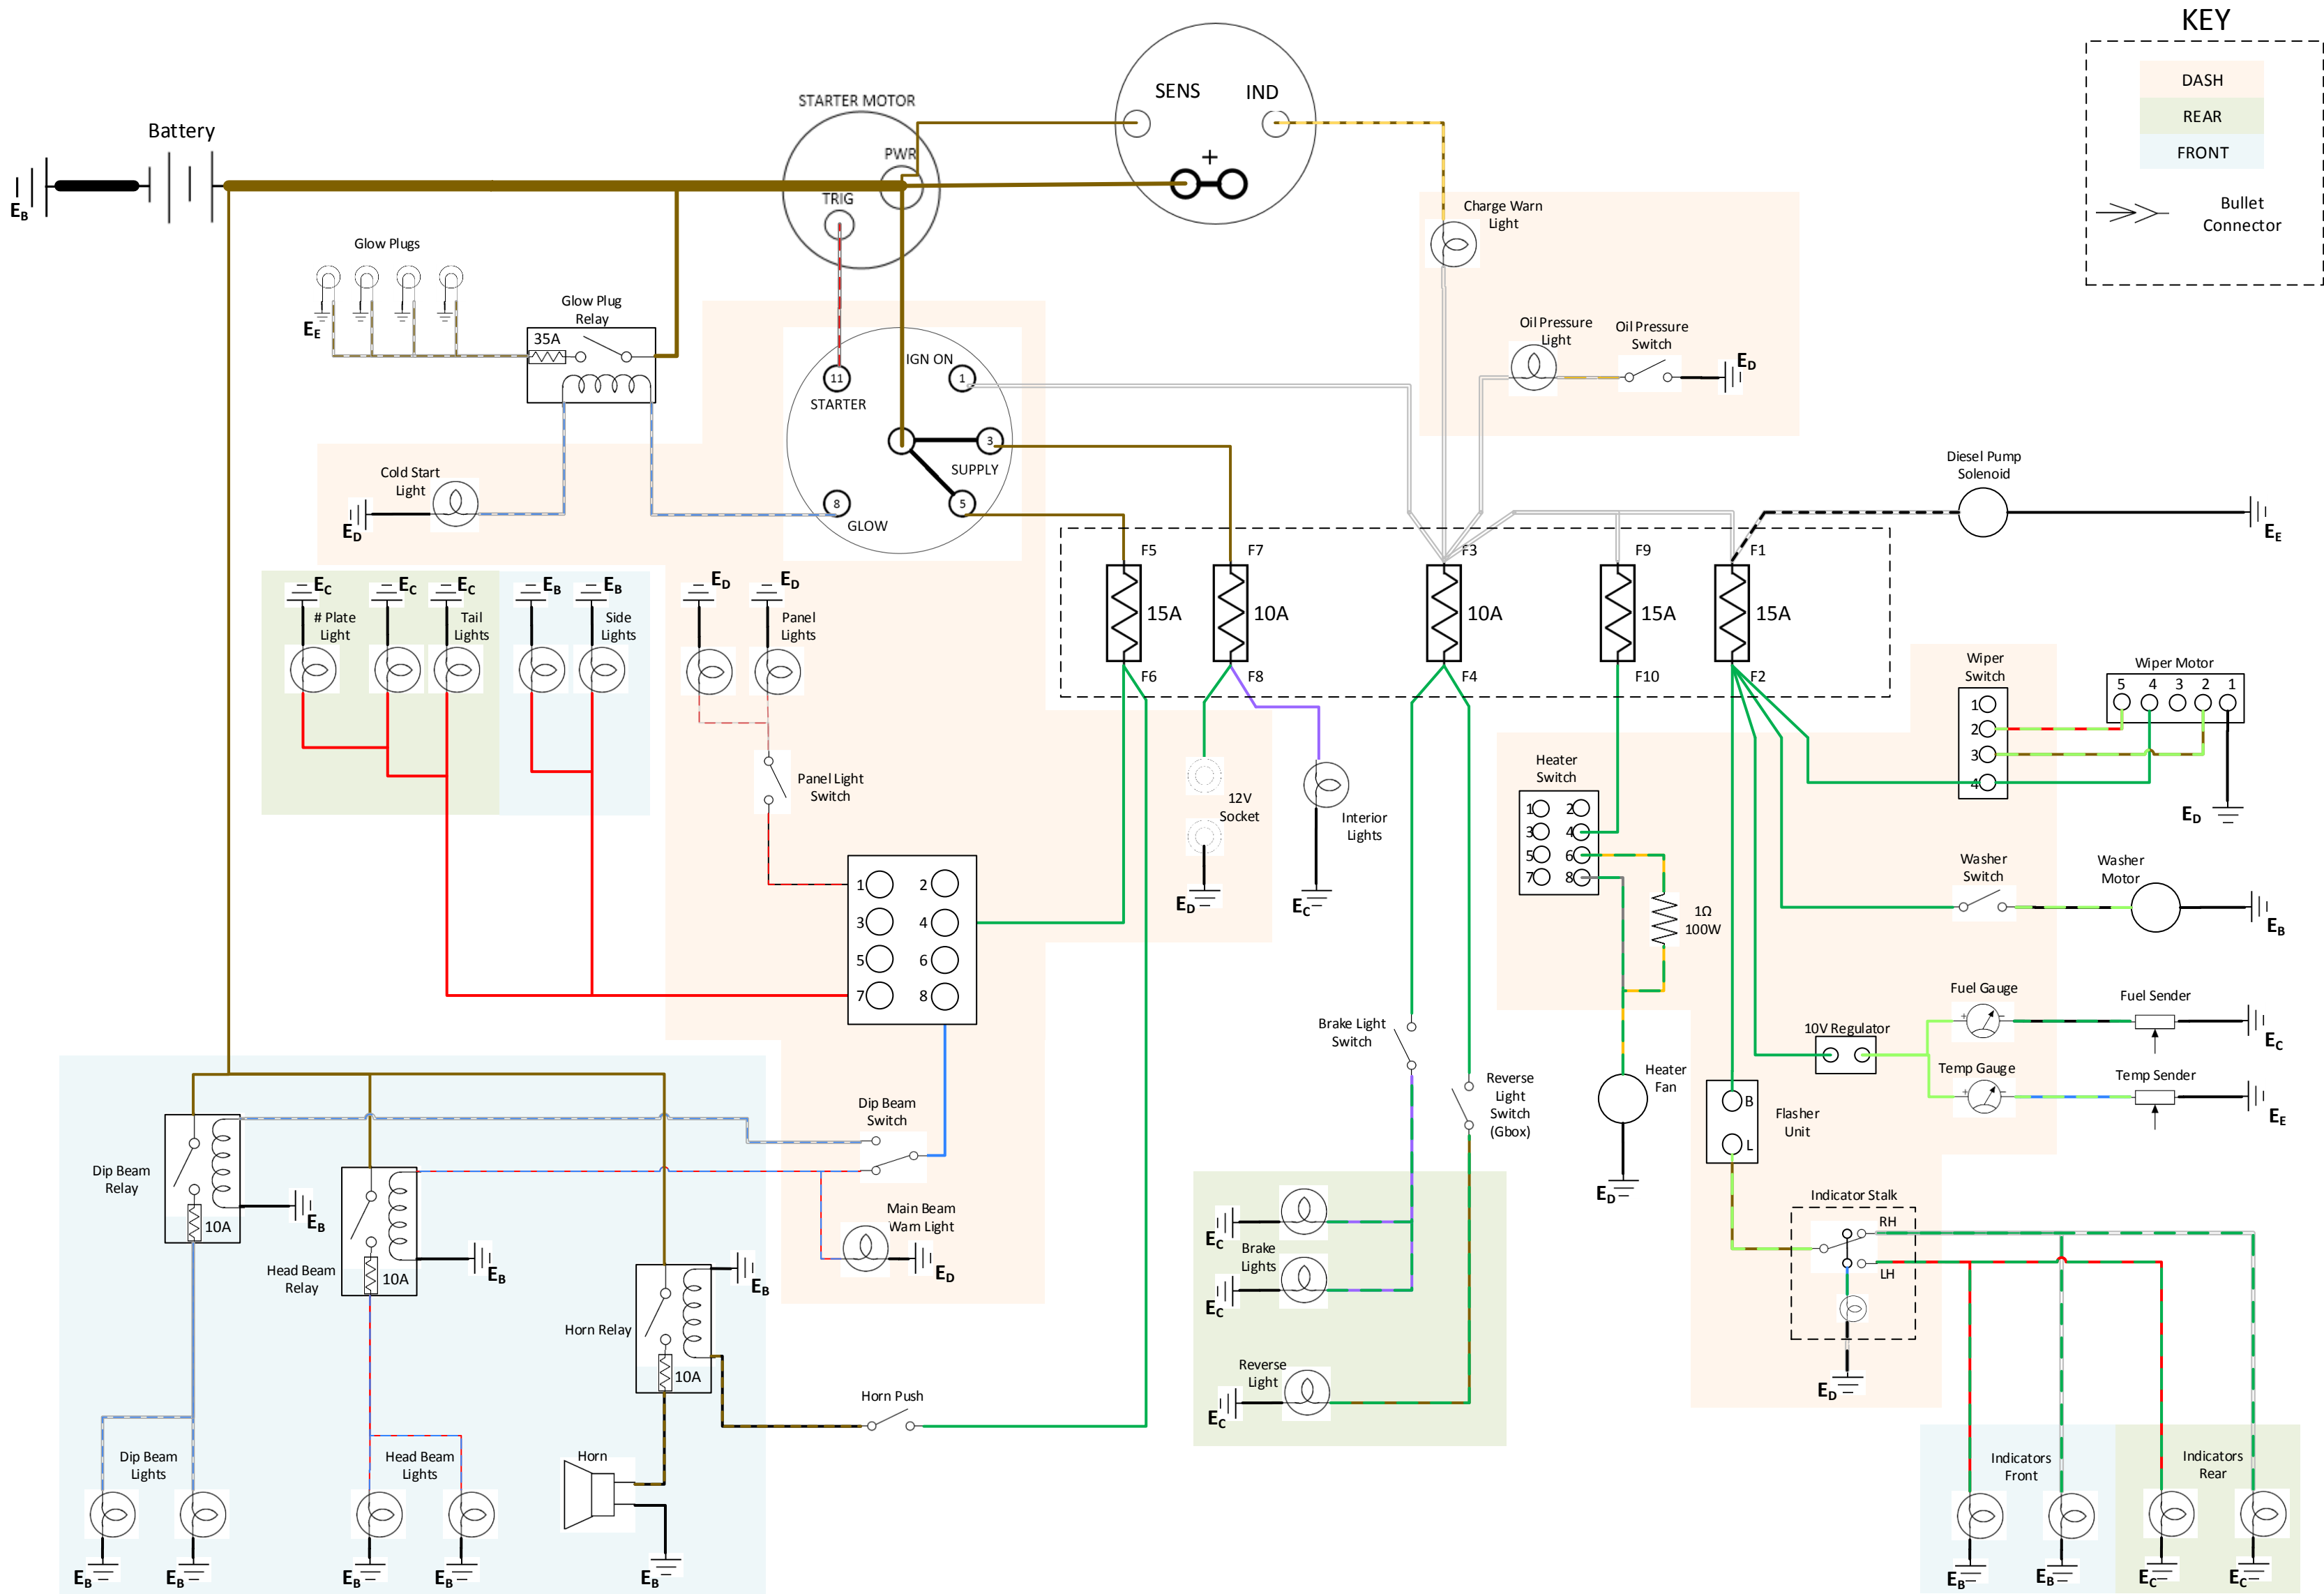 KEY
DASH
REAR
FRONT
Bullet
Connector
SENS
IND
+
STARTER MOTOR
PWR
TRIG
Battery
EB
Glow Plugs
EE
Glow Plug
Relay
35A
Charge Warn
Light
Oil Pressure
Light
Oil Pressure
Switch
ED
IGN ON
11
1
STARTER
3
SUPPLY
8
5
GLOW
Cold Start
Light
ED
Diesel Pump
Solenoid
EE
F5
F7
F3
F9
F1
15A
10A
10A
15A
15A
F6
F8
F4
F10
F2
EC
EC
EC
EB
EB
ED
ED
# Plate
Light
Tail
Lights
Side
Lights
Panel
Lights
Panel Light
Switch
12V
Socket
ED
Interior
Lights
EC
Wiper
Switch
1
2
3
4
Wiper Motor
5
4
3
2
1
ED
Heater
Switch
1
2
3
4
5
6
7
8
1Ω
100W
Washer
Switch
Washer
Motor
EB
1
2
3
4
5
6
7
8
Fuel Gauge
Fuel Sender
+
-
EC
10V Regulator
Temp Gauge
Temp Sender
+
-
EE
Brake Light
Switch
Reverse
Light
Switch
(Gbox)
Heater
Fan
ED
B
L
Flasher
Unit
Dip Beam
Switch
Dip Beam
Relay
10A
EB
Head Beam
Relay
10A
EB
Main Beam
Warn Light
ED
Horn Relay
10A
EB
Horn Push
Horn
EB
Brake
Lights
EC
EC
Reverse
Light
EC
Indicator Stalk
RH
LH
ED
Dip Beam
Lights
EB
EB
Head Beam
Lights
EB
EB
Indicators
Front
EB
EB
Indicators
Rear
EC
EC